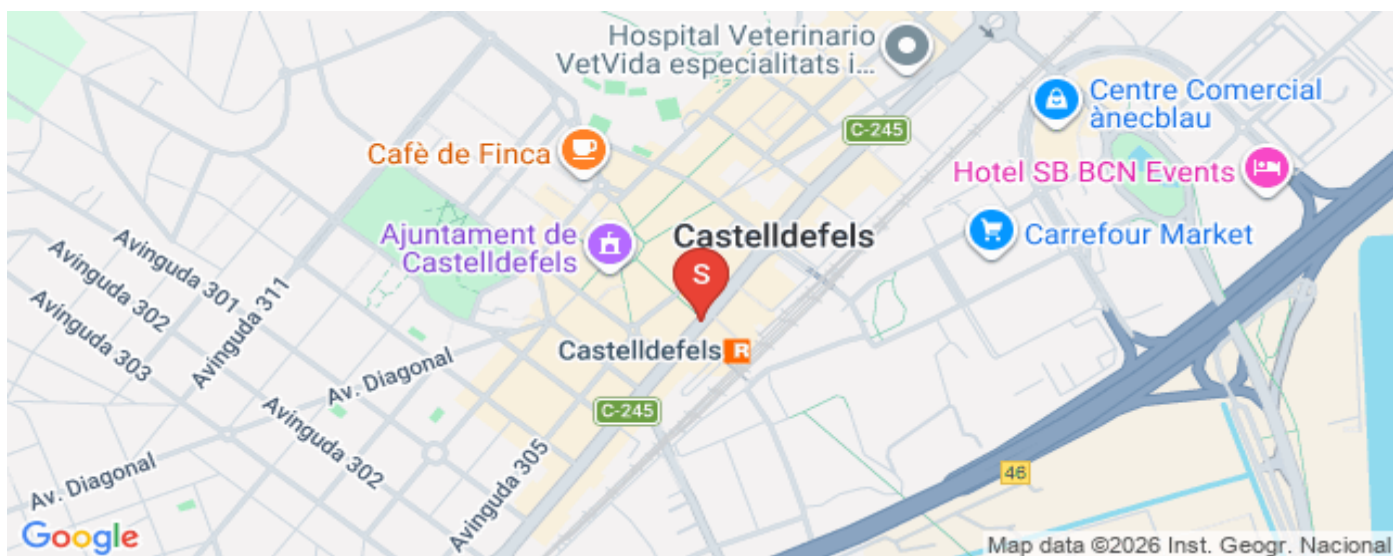 Hospital Veterinario
VetVida especialitats i...
Centre Comercial
ànecblau
C-245
Cafè de Finca
Hotel SB BCN Events
Ajuntament de
Castelldefels
Castelldefels
Carrefour Market
S
Avinguda 301
Avinguda 302
Avinguda 303
Avinguda 311
Av. Diagonal
Castelldefels
R
C-245
Avinguda 302
Avinguda 305
Av. Diagonal
46
Google
Map data ©2026 Inst. Geogr. Nacional